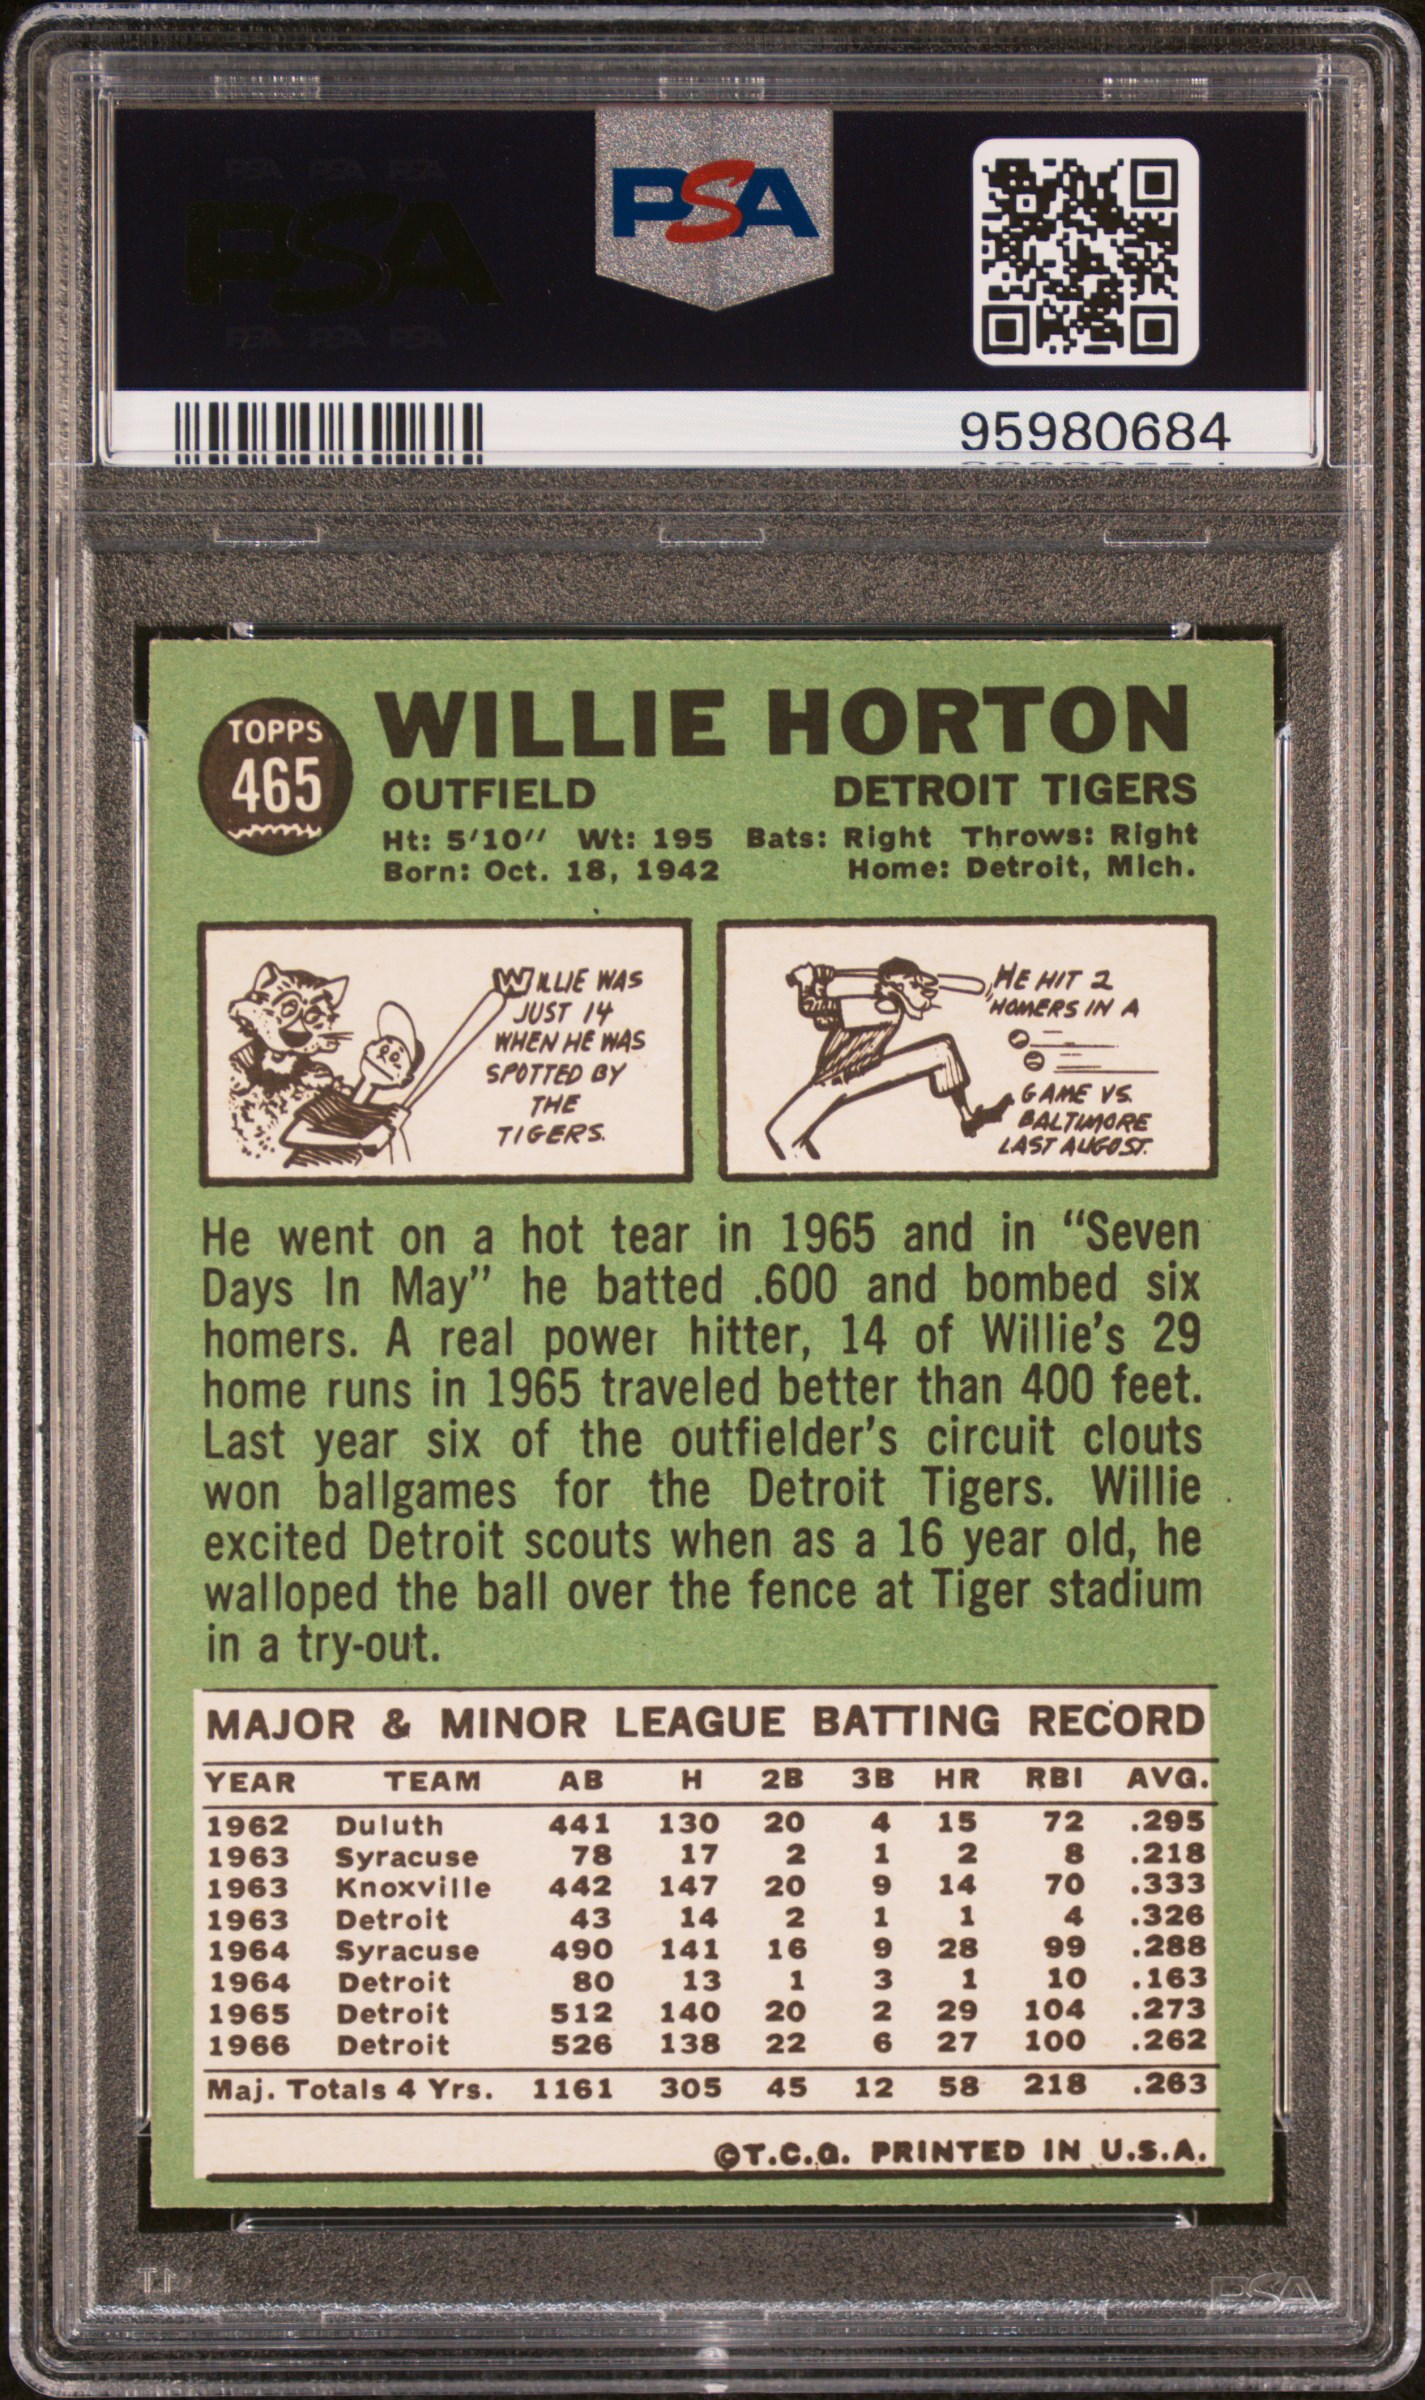 PSA PSA PSA
PSA
PSA PSA PSA
PSA
95980684
TOPPS
465
WILLIE HORTON
OUTFIELD DETROIT TIGERS
Ht: 5'10" Wt: 195 Bats: Right Throws: Right
Born: Oct. 18, 1942 Home: Detroit, Mich.
WILLIE WAS
JUST 14
WHEN HE WAS
SPOTTED BY
THE
TIGERS.
HE HIT 2
HOMERS IN A
GAME VS.
BALTIMORE
LAST AUGUST.
He went on a hot tear in 1965 and in “Seven
Days In May” he batted .600 and bombed six
homers. A real power hitter, 14 of Willie's 29
home runs in 1965 traveled better than 400 feet.
Last year six of the outfielder's circuit clouts
won ballgames for the Detroit Tigers. Willie
excited Detroit scouts when as a 16 year old, he
walloped the ball over the fence at Tiger stadium
in a try-out.
MAJOR & MINOR LEAGUE BATTING RECORD
YEAR TEAM AB H 2B 3B HR RBI AVG.
1962 Duluth 441 130 20 4 15 72 .295
1963 Syracuse 78 17 2 1 2 8 .218
1963 Knoxville 442 147 20 9 14 70 .333
1963 Detroit 43 14 2 1 1 4 .326
1964 Syracuse 490 141 16 9 28 99 .288
1964 Detroit 80 13 1 3 1 10 .163
1965 Detroit 512 140 20 2 29 104 .273
1966 Detroit 526 138 22 6 27 100 .262
Maj. Totals 4 Yrs. 1161 305 45 12 58 218 .263
©T.C.G. PRINTED IN U.S.A.
PSA